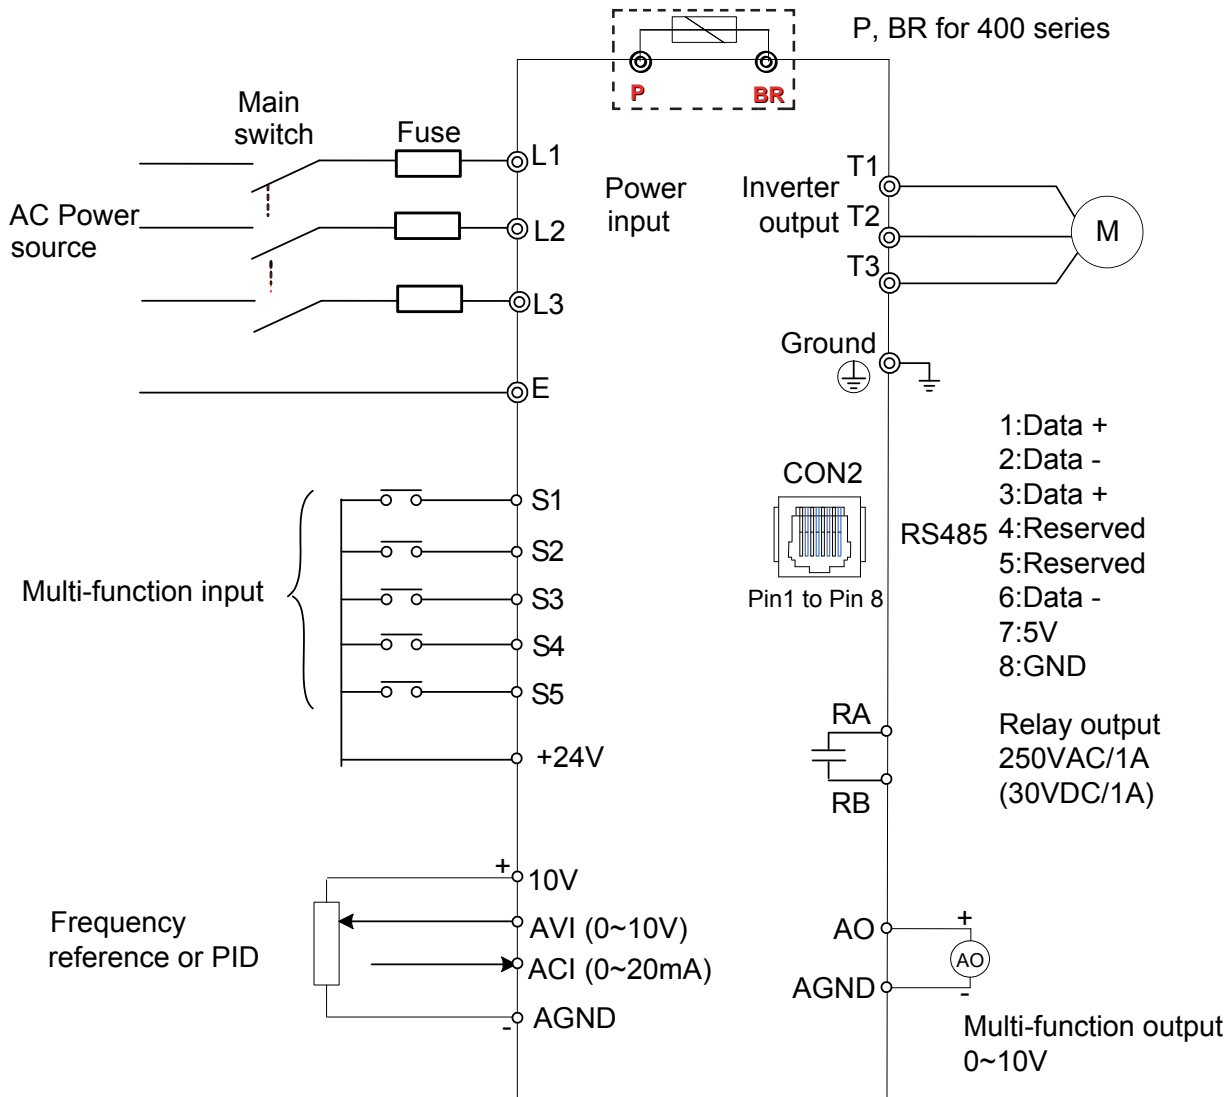 P, BR for 400 series
P
BR
Main
switch
Fuse
L1
AC Power
source
L2
L3
E
Power
input
Inverter
output
T1
T2
T3
M
Ground
CON2
Pin1 to Pin 8
RS485
1:Data +
2:Data -
3:Data +
4:Reserved
5:Reserved
6:Data -
7:5V
8:GND
Multi-function input
S1
S2
S3
S4
S5
+24V
RA
RB
Relay output
250VAC/1A
(30VDC/1A)
Frequency
reference or PID
+
10V
AVI (0~10V)
ACI (0~20mA)
-
AGND
AO
+
AO
AGND
-
Multi-function output
0~10V